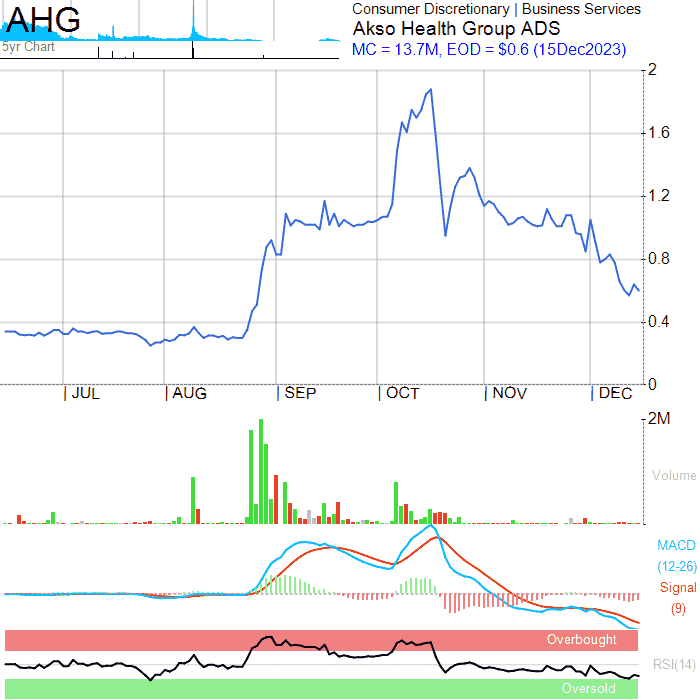 AHG
5yr Chart
Consumer Discretionary | Business Services
Akso Health Group ADS
MC = 13.7M, EOD = $0.6 (15Dec2023)
2
1.6
1.2
0.8
0.4
0
JUL AUG SEP OCT NOV DEC
2M
Volume
MACD
(12-26)
Signal
(9)
Overbought
RSI(14)
Oversold